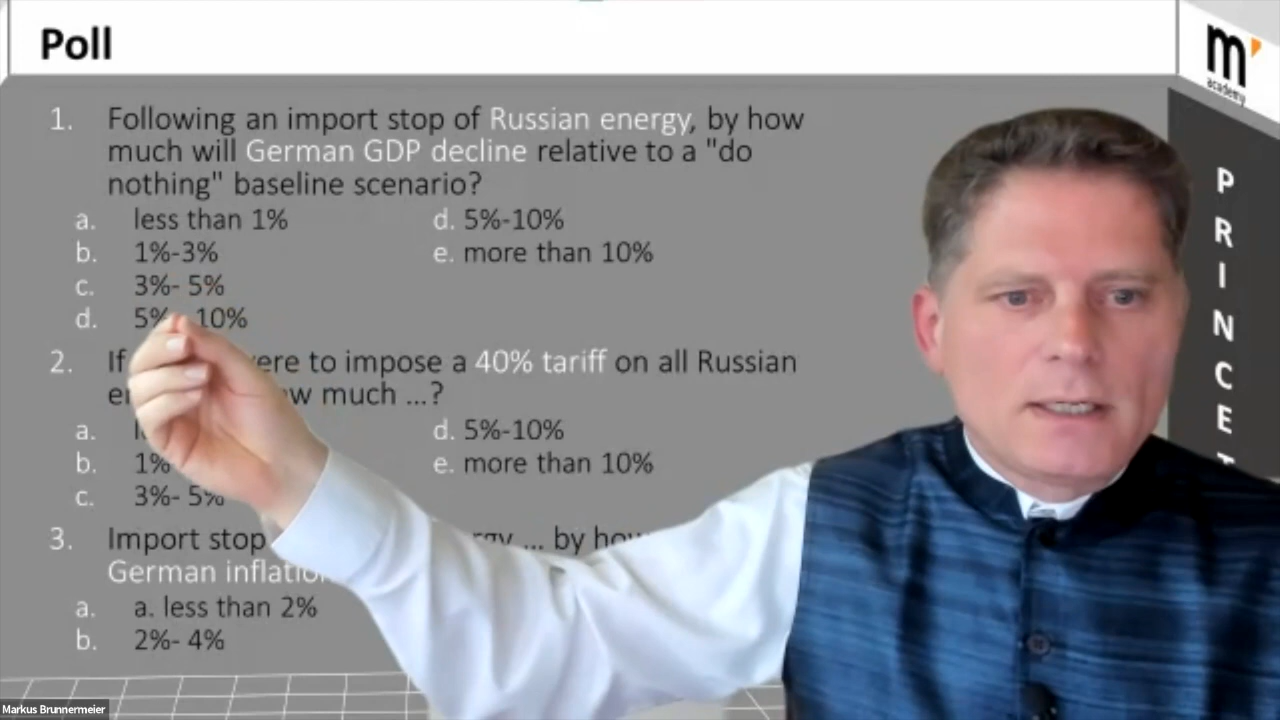 Poll
m'
academy
1. Following an import stop of Russian energy, by how
much will German GDP decline relative to a "do
nothing" baseline scenario?
a. less than 1% d. 5%-10%
b. 1%-3% e. more than 10%
c. 3%- 5%
d. 5% 10%
2. If were to impose a 40% tariff on all Russian
much ...?
a. d. 5%-10%
b. 1% e. more than 10%
c. 3%- 5%
3. Import stop ... by how
German inflation
a. a. less than 2%
b. 2%- 4%
P
R
I
N
C
E
T
Markus Brunnermeier